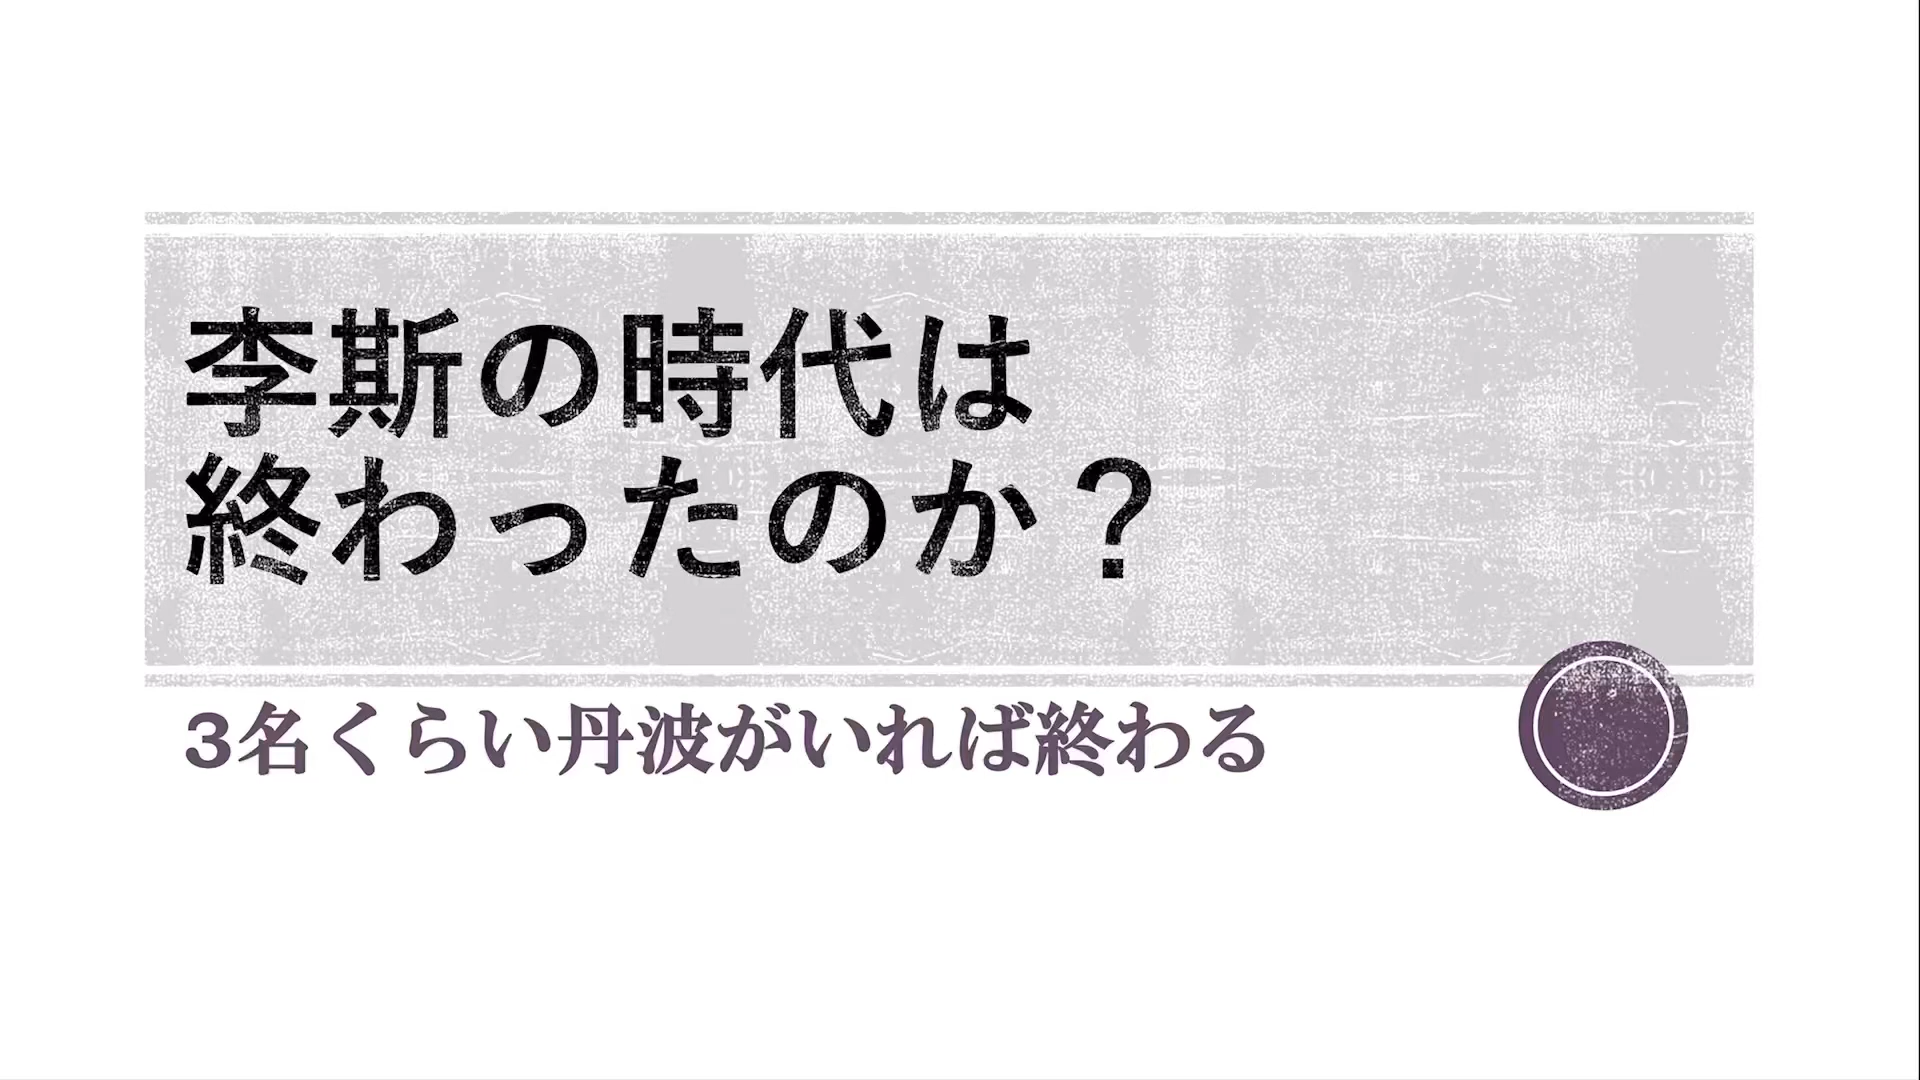 李斯の時代は
終わったのか？
3名くらい丹波がいれば終わる